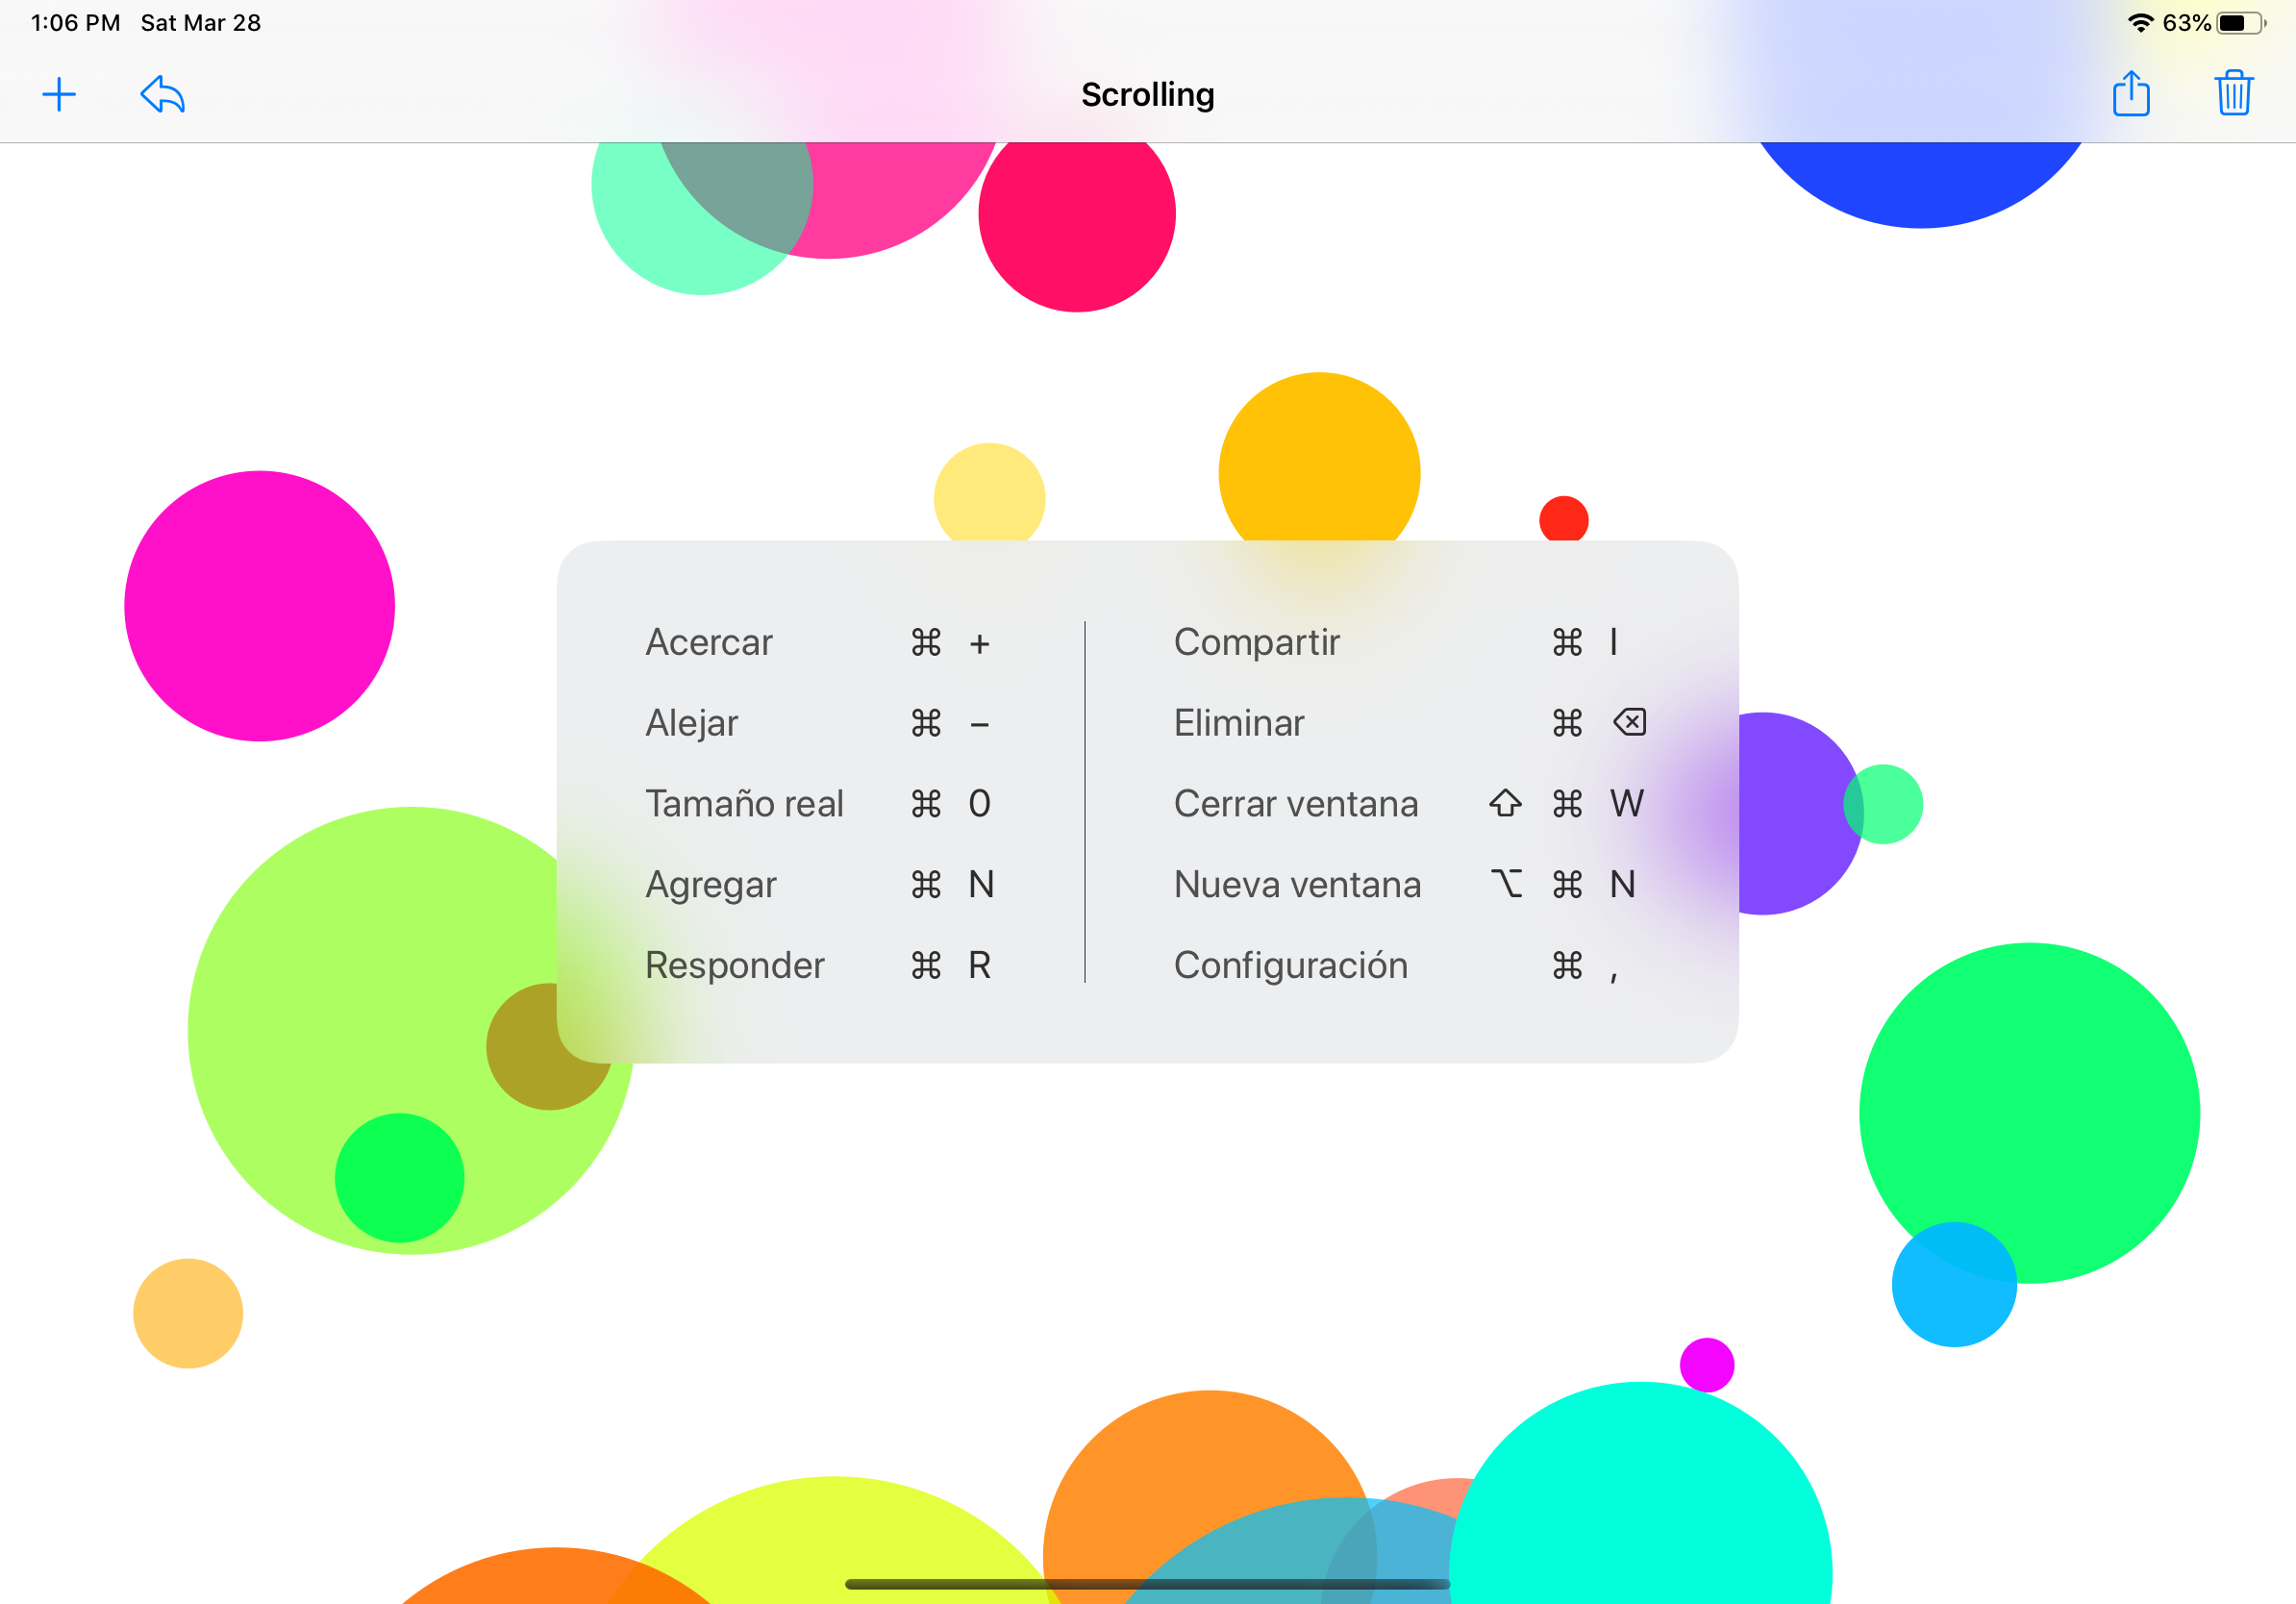 1:06 PM Sat Mar 28 63%
Scrolling
Acercar ⌘ +
Alejar ⌘ −
Tamaño real ⌘ 0
Agregar ⌘ N
Responder ⌘ R
Compartir ⌘ I
Eliminar ⌘ ⌫
Cerrar ventana ⇧ ⌘ W
Nueva ventana ⌥ ⌘ N
Configuración ⌘ ,